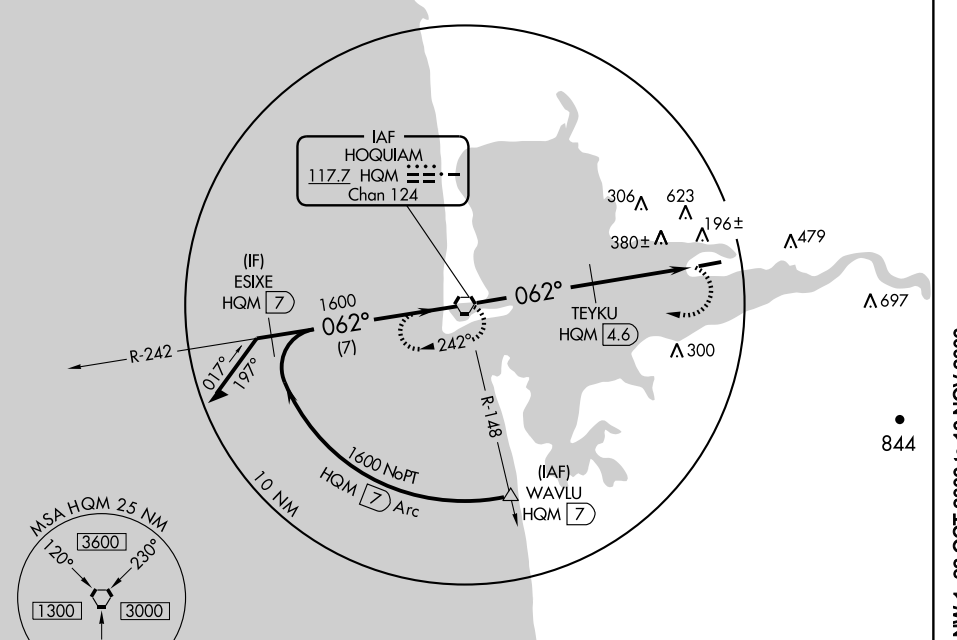 IAF
HOQUIAM
117.7 HQM
Chan 124
306
623
380±
196±
479
697
(IF)
ESIXE
HQM 7
1600
062°
(7)
062°
TEYKU
HQM 4.6
242°
300
R-242
017°
197°
R-148
844
1600 NoPT
HQM 7 Arc
(IAF)
WAVLU
HQM 7
10 NM
MSA HQM 25 NM
120°
3600
230°
1300
3000